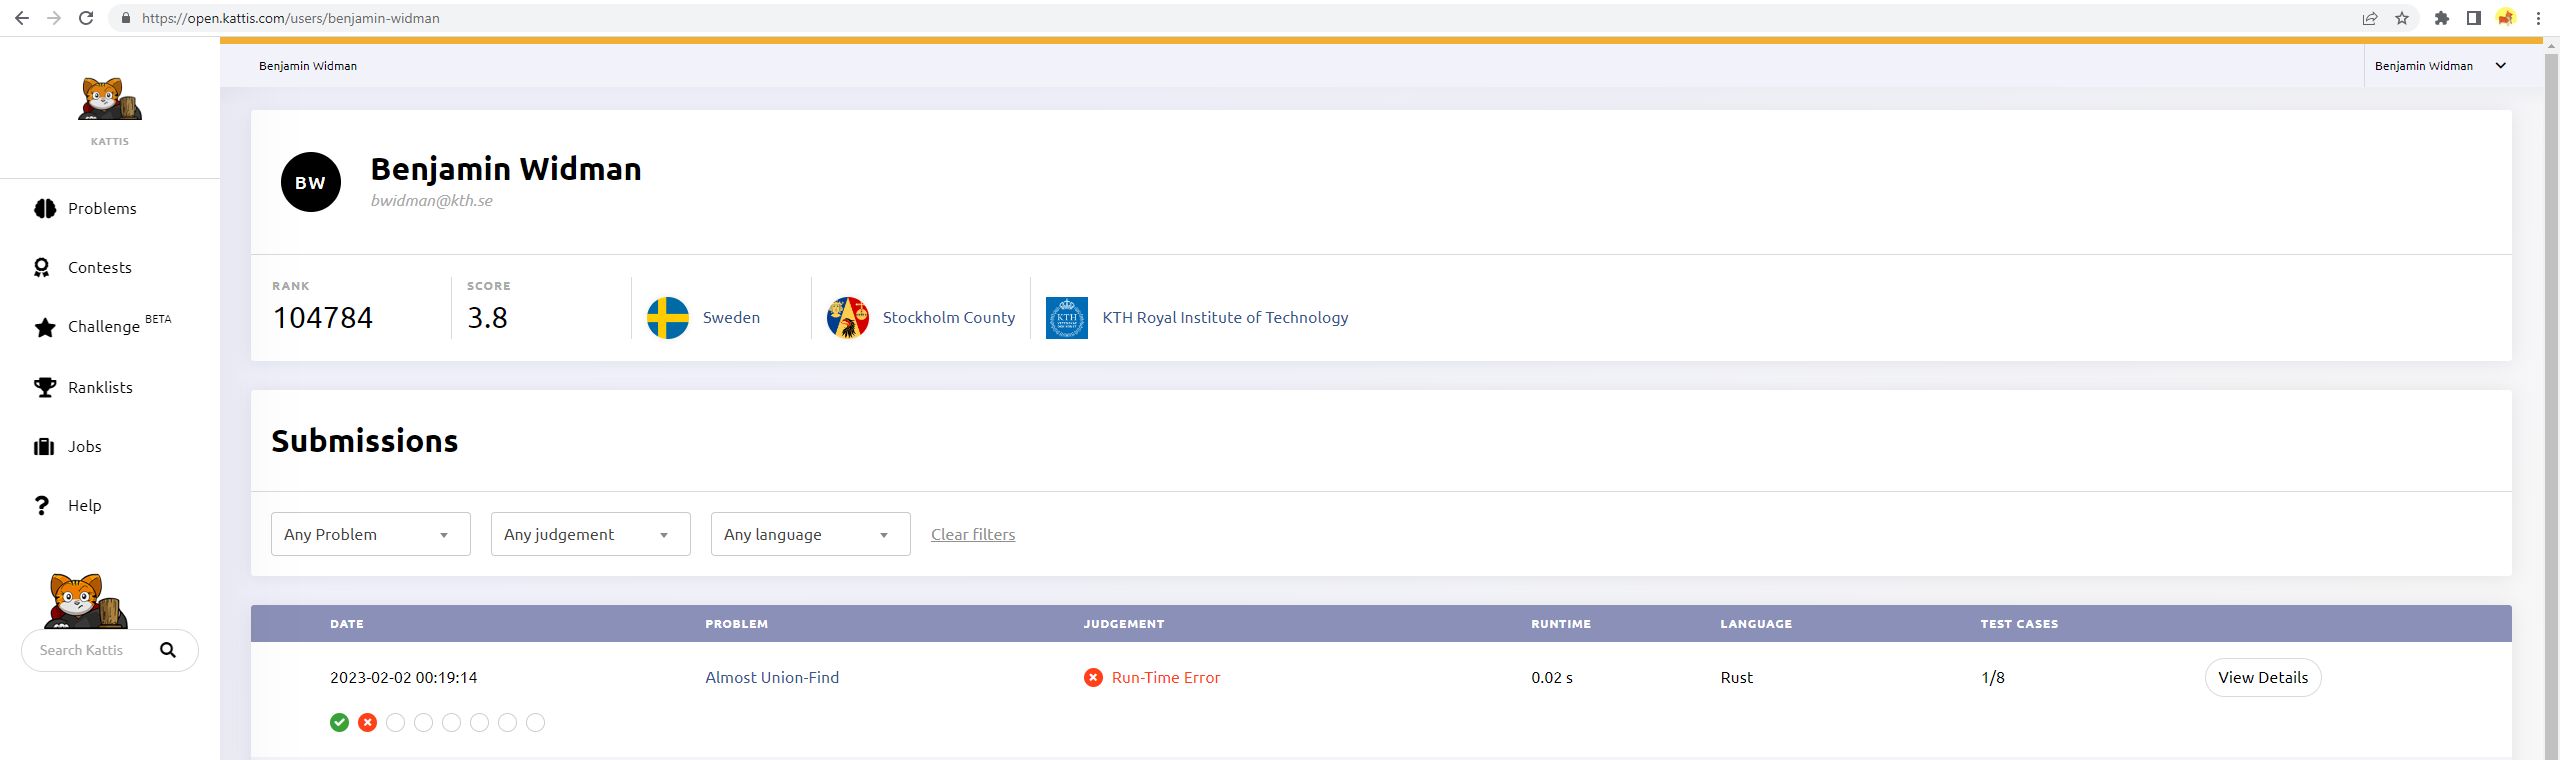 https://open.kattis.com/users/benjamin-widman
Benjamin Widman
Benjamin Widman
KATTIS
Problems
Contests
Challenge BETA
Ranklists
Jobs
Help
Search Kattis
BW
Benjamin Widman
bwidman@kth.se
RANK
104784
SCORE
3.8
Sweden
Stockholm County
KTH
KTH Royal Institute of Technology
Submissions
Any Problem
Any judgement
Any language
Clear filters
DATE PROBLEM JUDGEMENT RUNTIME LANGUAGE TEST CASES
2023-02-02 00:19:14 Almost Union-Find Run-Time Error 0.02 s Rust 1/8 View Details